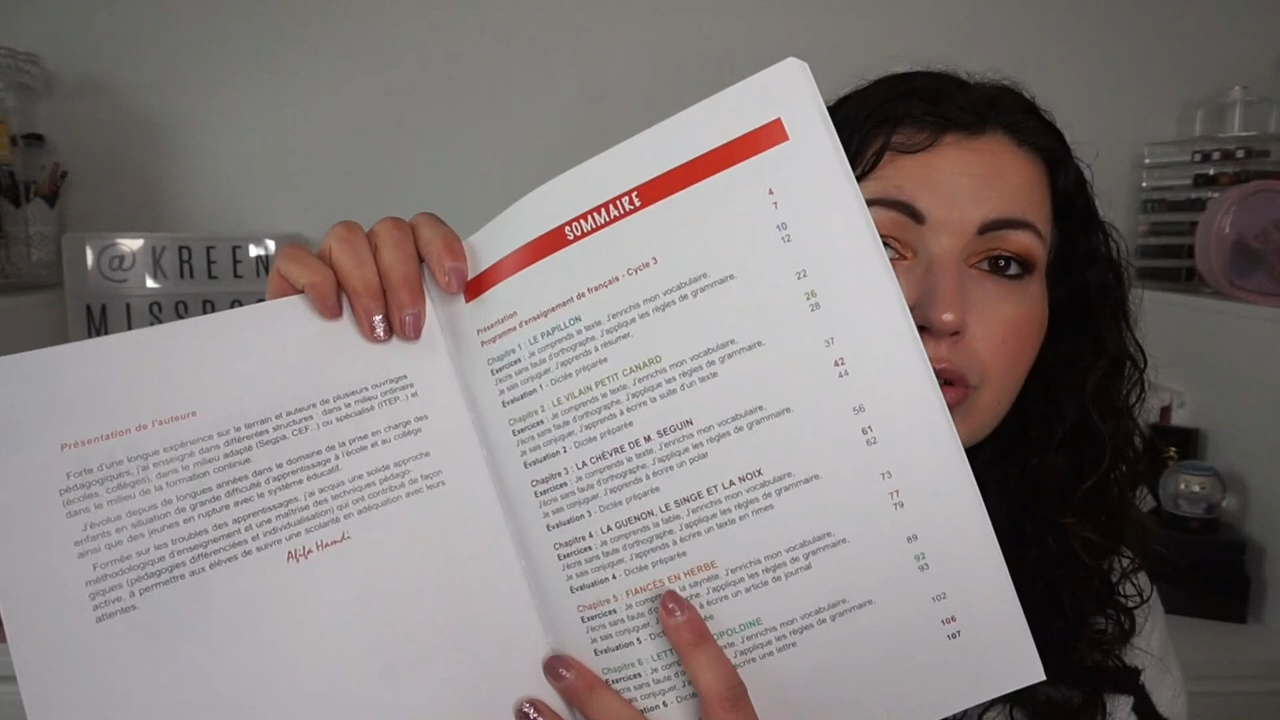 @KREEN
MISS
Présentation de l'auteure
Forte d'une longue expérience sur le terrain et auteure de plusieurs ouvrages
pédagogiques, j'ai enseigné dans différentes structures : dans le milieu ordinaire
(écoles, collèges), dans le milieu adapté (Segpa, CEF...) ou spécialisé (ITEP...) et
dans le milieu de la formation continue.
J'évolue depuis de longues années dans le domaine de la prise en charge des
enfants en situation de grande difficulté d'apprentissage à l'école et au collège
ainsi que des jeunes en rupture avec le système éducatif.
Formée sur les troubles des apprentissages, j'ai acquis une solide approche
méthodologique d'enseignement et une maîtrise des techniques pédago-
giques (pédagogies différenciées et individualisation) qui ont contribué de façon
active, à permettre aux élèves de suivre une scolarité en adéquation avec leurs
attentes.
Afifa Hamdi
SOMMAIRE
Présentation 4
Programme d'enseignement de français - Cycle 3 7
Chapitre 1 : LE PAPILLON 10
Exercices : Je comprends le texte, J'enrichis mon vocabulaire, 12
J'écris sans faute d'orthographe, J'applique les règles de grammaire,
Je sais conjuguer, J'apprends à résumer,
Évaluation 1 - Dictée préparée 22
Chapitre 2 : LE VILAIN PETIT CANARD 26
Exercices : Je comprends le texte, J'enrichis mon vocabulaire, 28
J'écris sans faute d'orthographe, J'applique les règles de grammaire,
Je sais conjuguer, J'apprends à écrire la suite d'un texte
Évaluation 2 - Dictée préparée 37
Chapitre 3 : LA CHÈVRE DE M. SEGUIN 42
Exercices : Je comprends le texte, J'enrichis mon vocabulaire, 44
J'écris sans faute d'orthographe, J'applique les règles de grammaire,
Je sais conjuguer, J'apprends à écrire un polar
Évaluation 3 - Dictée préparée 56
Chapitre 4 : LA GUENON, LE SINGE ET LA NOIX 61
Exercices : Je comprends la fable, J'enrichis mon vocabulaire, 62
J'écris sans faute d'orthographe, J'applique les règles de grammaire,
Je sais conjuguer, J'apprends à écrire un texte en rimes
Évaluation 4 - Dictée préparée 73
Chapitre 5 : FIANCÉS EN HERBE 77
Exercices : Je compr la saynète, J'enrichis mon vocabulaire, 79
J'écris sans faute d' graphe, J'applique les règles de grammaire,
Je sais conjuguer, à écrire un article de journal
Évaluation 5 - Dict 89
Chapitre 6 : LETT OPOLDINE 92
Exercices : Je comp J'enrichis mon vocabulaire, 93
J'écris sans faute d' J'applique les règles de grammaire,
Je sais conjuguer, J'app écrire une lettre
ation 6 - Dicté 102
106
107